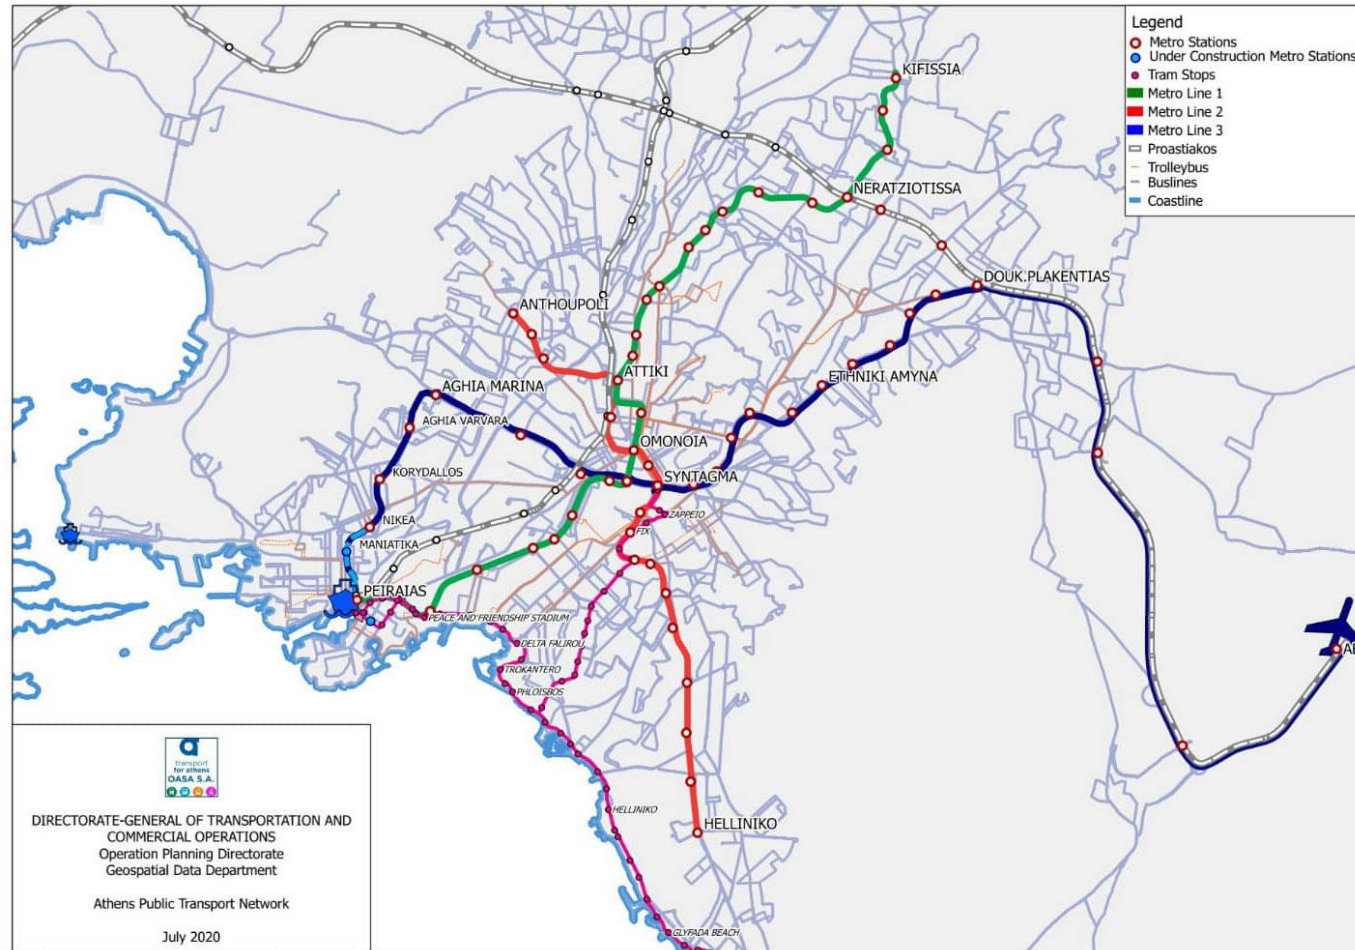 Legend
Metro Stations
Under Construction Metro Stations
Tram Stops
Metro Line 1
Metro Line 2
Metro Line 3
Proastiakos
Trolleybus
Buslines
Coastline
KIFISSIA
NERATZIOTISSA
DOUK.PLAKENTIAS
ANTHOUPOLI
ATTIKI
AGHIA MARINA
ETHNIKI AMYNA
AGHIA VARVARA
OMONOIA
KORYDALLOS
SYNTAGMA
ZAPPEIO
NIKEA
FIX
MANIATIKA
PEIRAIAS
PEACE AND FRIENDSHIP STADIUM
DELTA FALIROU
TROKANTERO
PHLOISBOS
HELLINIKO
HELLINIKO
GLYFADA BEACH
transport
for athens
OASA S.A.
DIRECTORATE-GENERAL OF TRANSPORTATION AND
COMMERCIAL OPERATIONS
Operation Planning Directorate
Geospatial Data Department
Athens Public Transport Network
July 2020